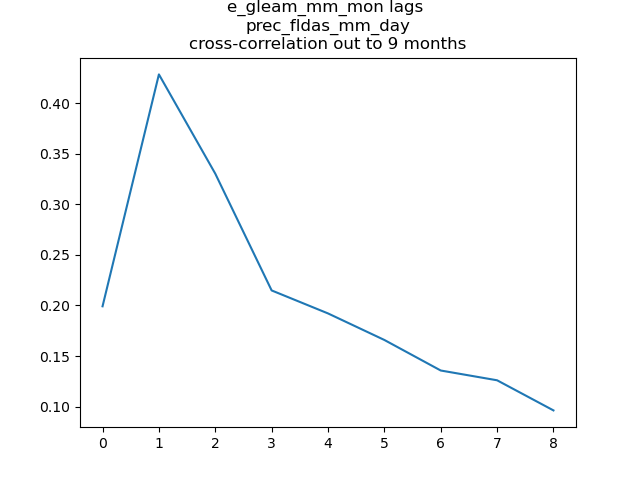 e_gleam_mm_mon lags
prec_fldas_mm_day
cross-correlation out to 9 months
0.40
0.35
0.30
0.25
0.20
0.15
0.10
0 1 2 3 4 5 6 7 8